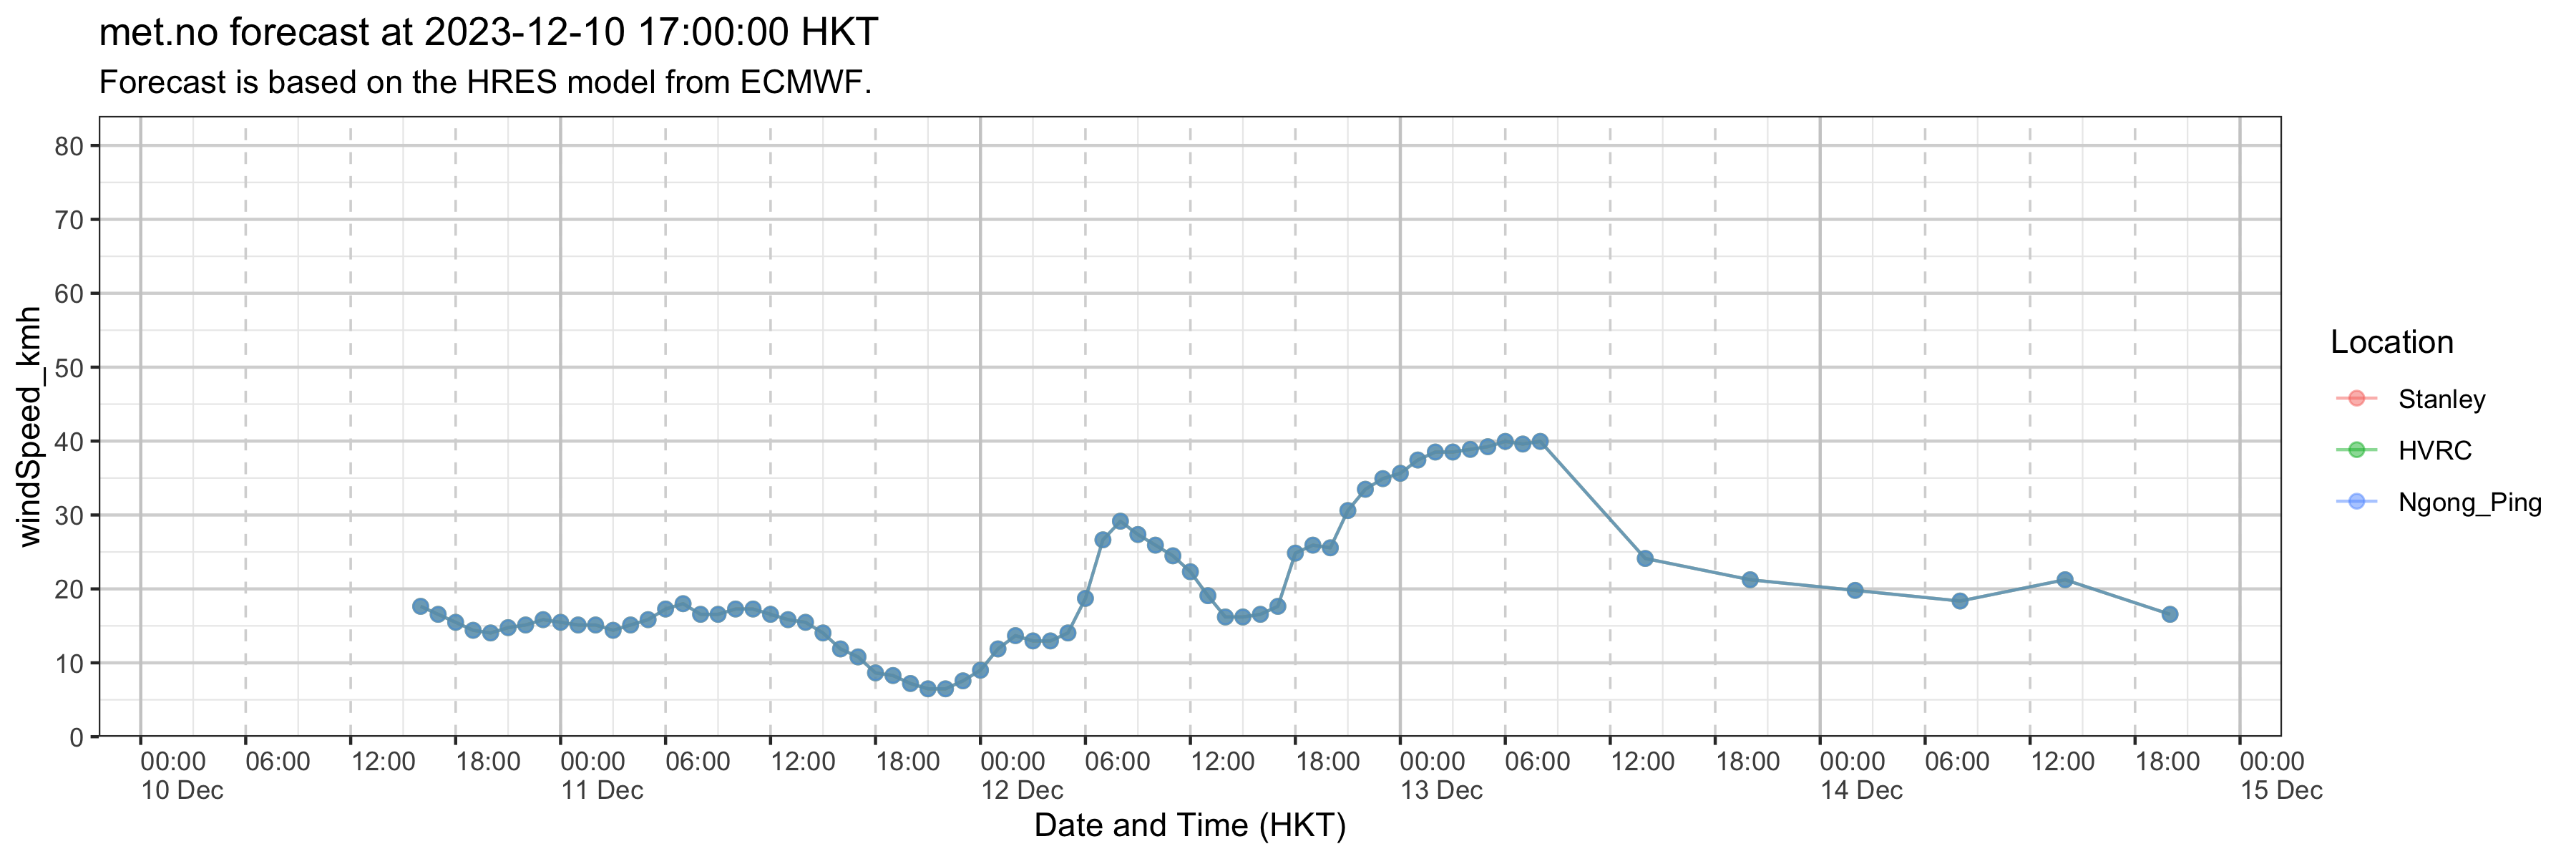 met.no forecast at 2023-12-10 17:00:00 HKT
Forecast is based on the HRES model from ECMWF.
windSpeed_kmh
80
70
60
50
40
30
20
10
0
00:00 06:00 12:00 18:00 00:00 06:00 12:00 18:00 00:00 06:00 12:00 18:00 00:00 06:00 12:00 18:00 00:00 06:00 12:00 18:00 00:00
10 Dec 11 Dec 12 Dec 13 Dec 14 Dec 15 Dec
Date and Time (HKT)
Location
Stanley
HVRC
Ngong_Ping